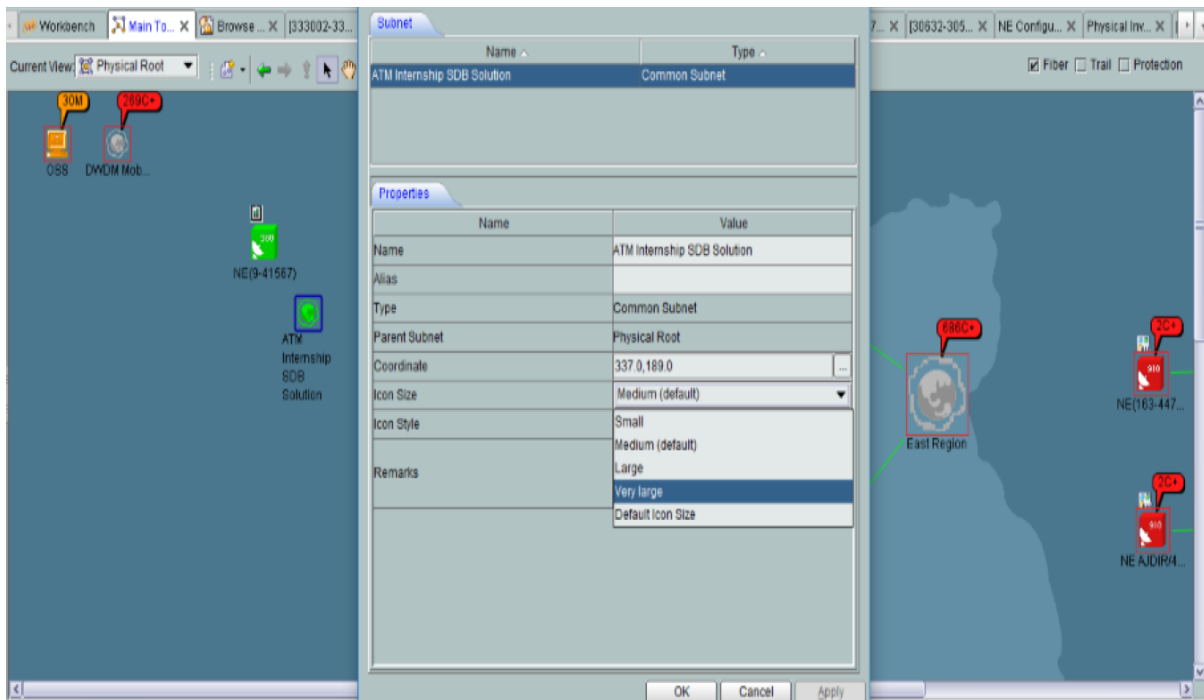 Workbench
Main To... X
Browse ... X
[333002-33...
7... X
[30632-305... X
NE Configu... X
Physical Inv... X
Current View:
Physical Root
Fiber
Trail
Protection
30M
OSS
DWDM Mob...
NE(9-41567)
ATM
Internship
SDB
Solution
Subnet
Name
Type
ATM Internship SDB Solution
Common Subnet
Properties
Name
Value
Name
ATM Internship SDB Solution
Alias
Type
Common Subnet
Parent Subnet
Physical Root
Coordinate
337.0,189.0
...
Icon Size
Medium (default)
Icon Style
Small
Medium (default)
Large
Very large
Default Icon Size
Remarks
OK
Cancel
Apply
686C+
East Region
2C+
910
NE(163-447...
2C+
910
NE AJDIR/4...